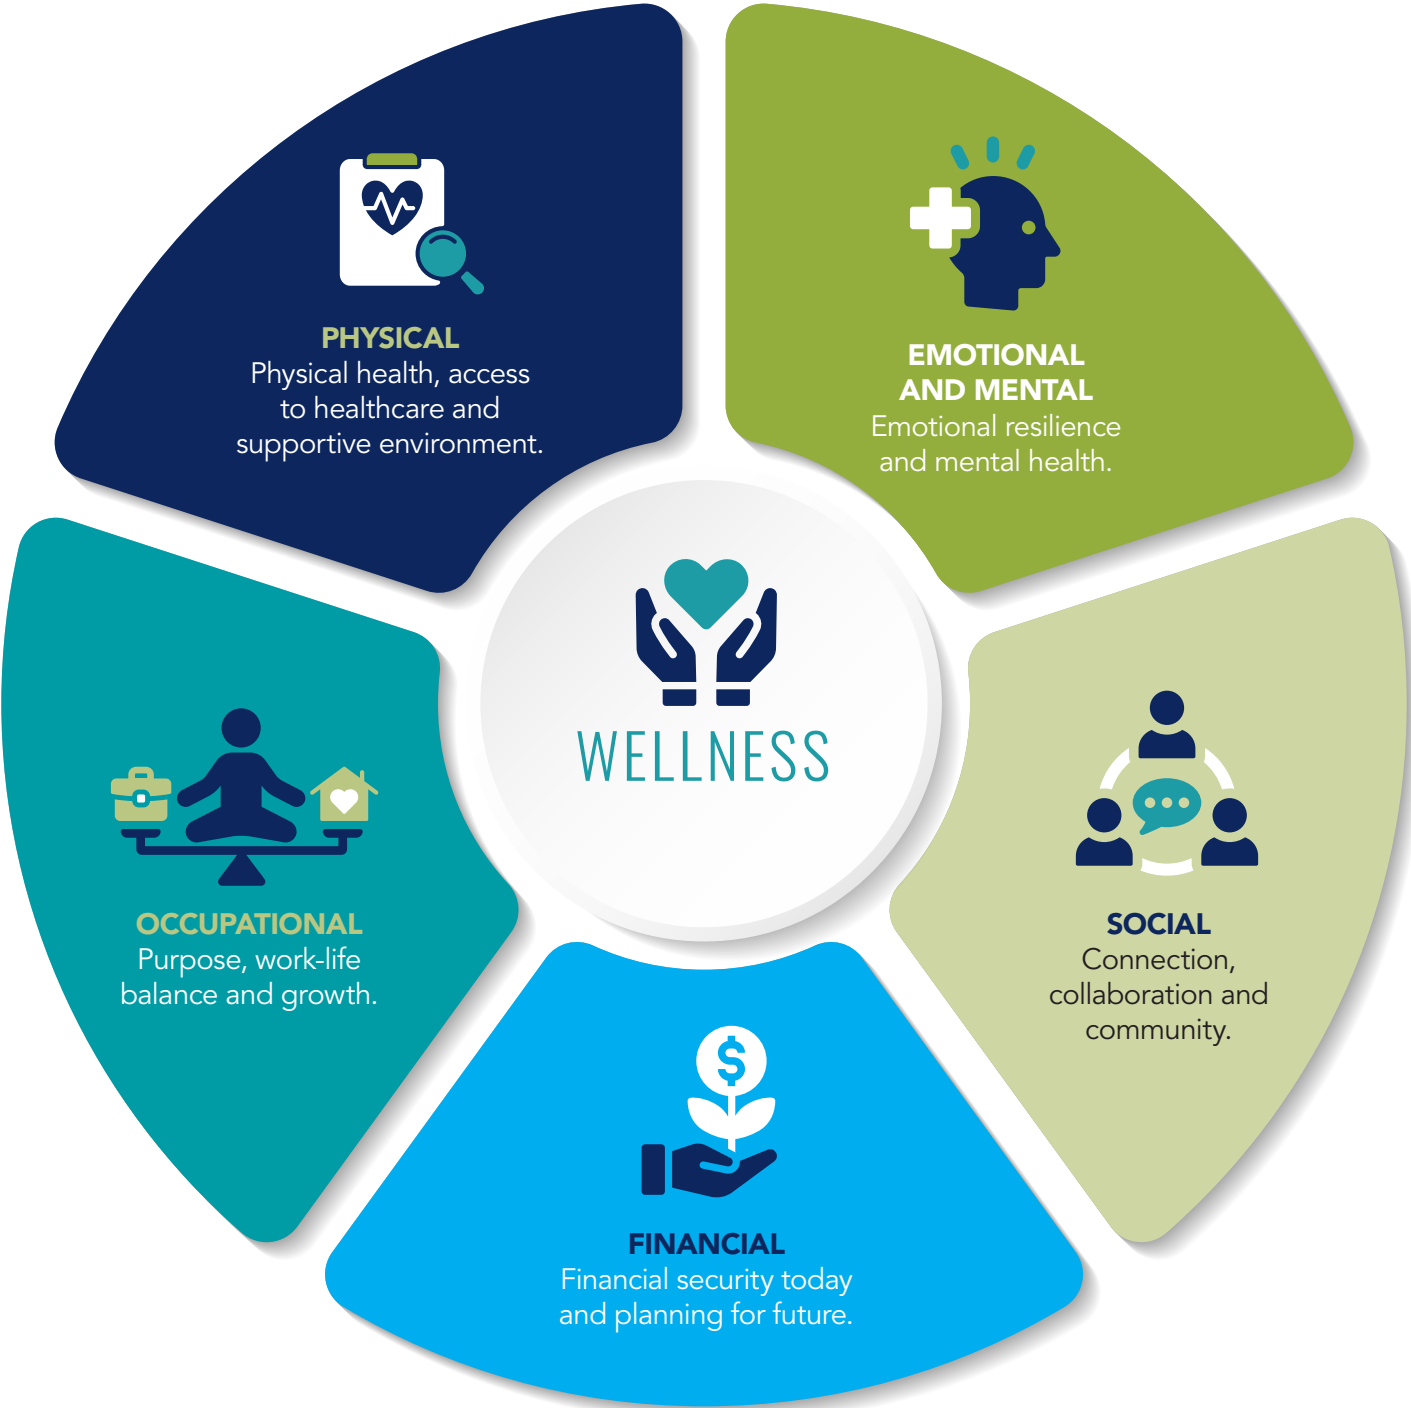 PHYSICAL
Physical health, access
to healthcare and
supportive environment.
EMOTIONAL
AND MENTAL
Emotional resilience
and mental health.
WELLNESS
OCCUPATIONAL
Purpose, work-life
balance and growth.
SOCIAL
Connection,
collaboration and
community.
$
FINANCIAL
Financial security today
and planning for future.